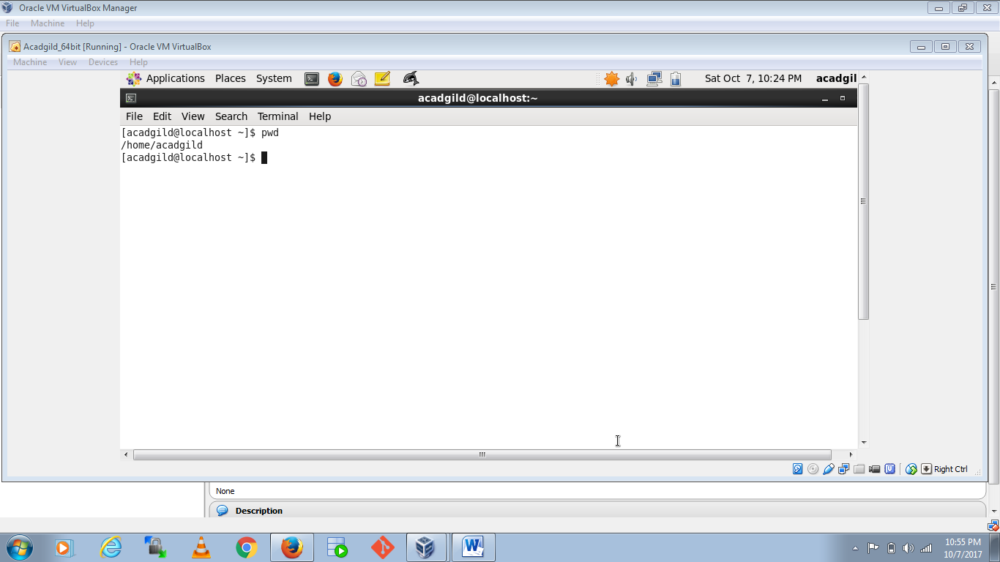 Oracle VM VirtualBox Manager
File Machine Help
Acadgild_64bit [Running] - Oracle VM VirtualBox
Machine View Devices Help
Applications Places System Sat Oct 7, 10:24 PM acadgil
acadgild@localhost:~
File Edit View Search Terminal Help
[acadgild@localhost ~]$ pwd
/home/acadgild
[acadgild@localhost ~]$
Right Ctrl
None
Description
10:55 PM
10/7/2017